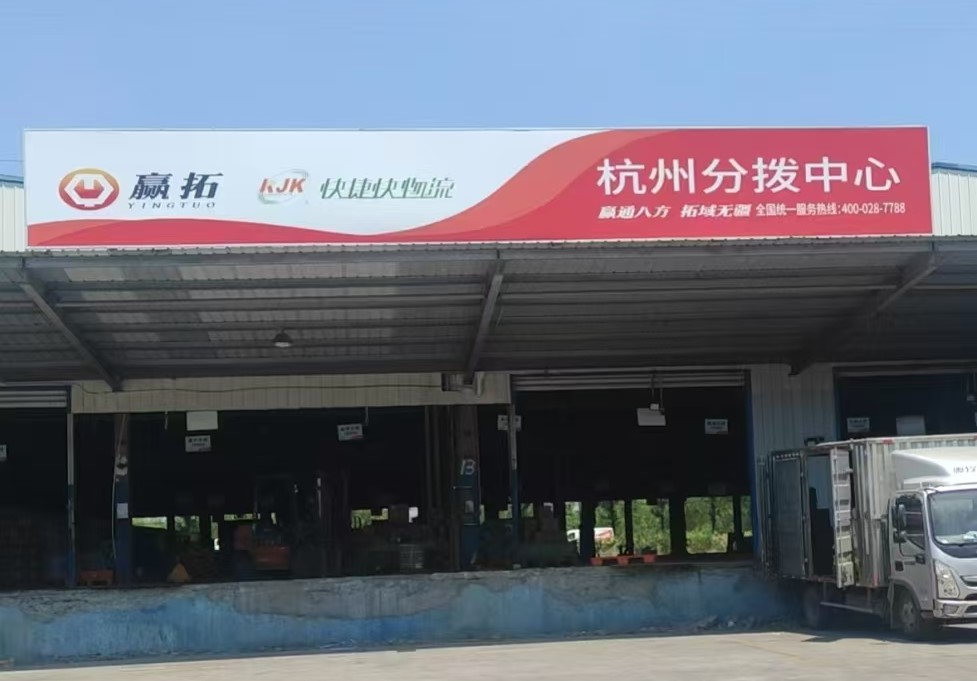 赢拓
YINGTUO
KJK 快捷快物流
杭州分拨中心
赢通八方 拓域无疆 全国统一服务热线:400-028-7788
13